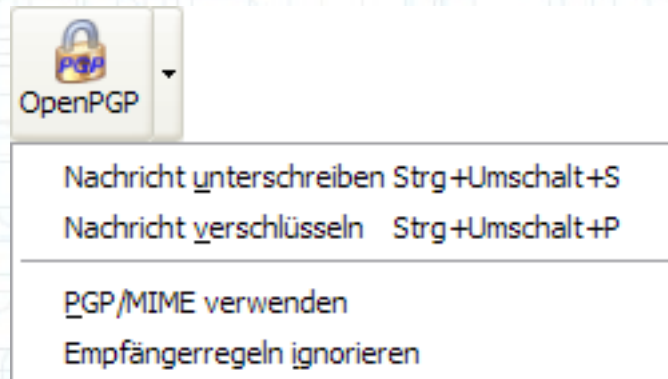 PGP
OpenPGP
Nachricht unterschreiben Strg+Umschalt+S
Nachricht verschlüsseln Strg+Umschalt+P
PGP/MIME verwenden
Empfängerregeln ignorieren